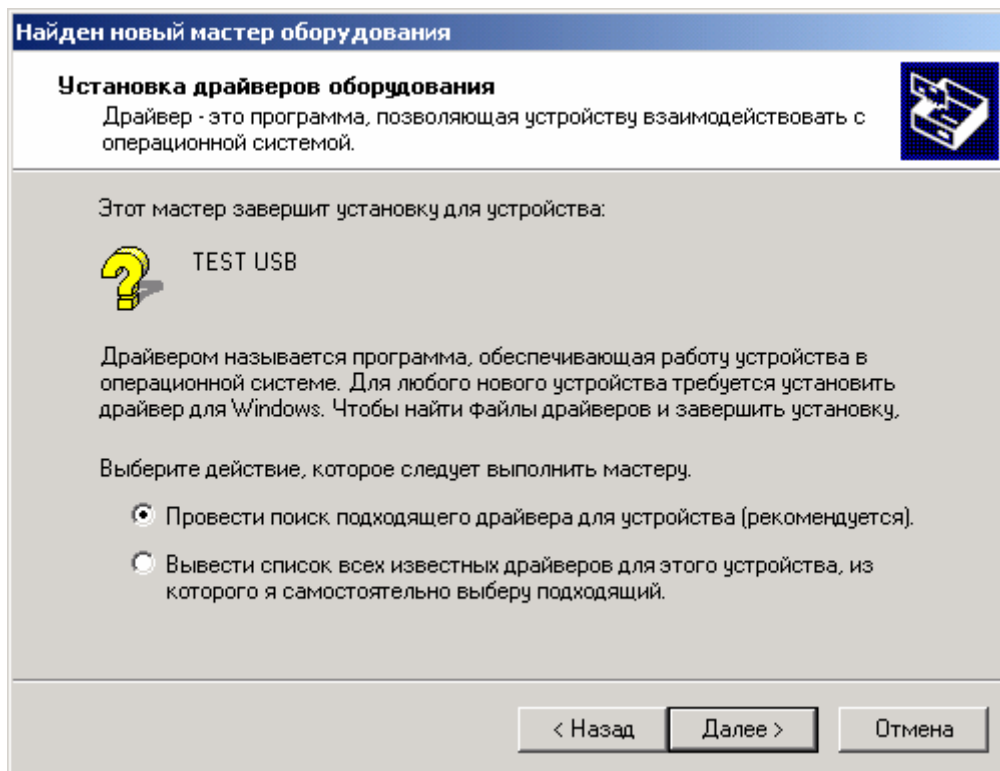 Найден новый мастер оборудования
Установка драйверов оборудования
Драйвер - это программа, позволяющая устройству взаимодействовать с
операционной системой.
Этот мастер завершит установку для устройства:
TEST USB
Драйвером называется программа, обеспечивающая работу устройства в
операционной системе. Для любого нового устройства требуется установить
драйвер для Windows. Чтобы найти файлы драйверов и завершить установку,
Выберите действие, которое следует выполнить мастеру.
Провести поиск подходящего драйвера для устройства (рекомендуется).
Вывести список всех известных драйверов для этого устройства, из
которого я самостоятельно выберу подходящий.
< Назад Далее > Отмена